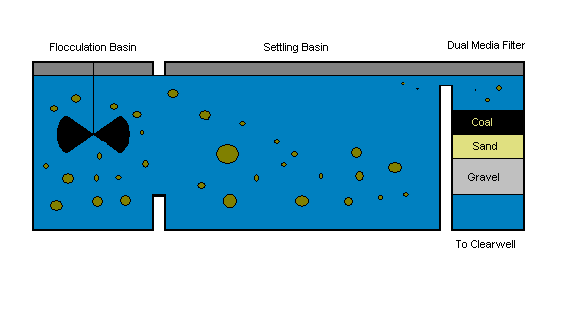 Flocculation Basin
Settling Basin
Dual Media Filter
Coal
Sand
Gravel
To Clearwell